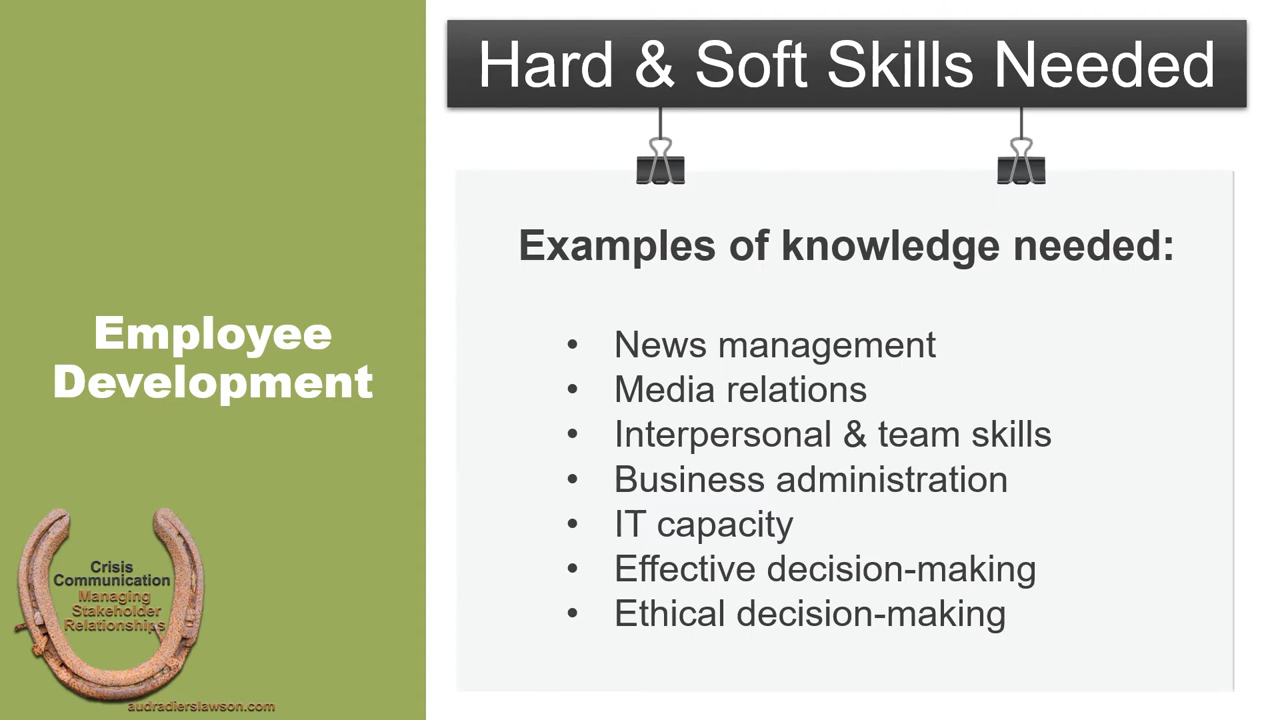 Hard & Soft Skills Needed
Examples of knowledge needed:
• News management
• Media relations
• Interpersonal & team skills
• Business administration
• IT capacity
• Effective decision-making
• Ethical decision-making
Employee
Development
Crisis
Communication
Managing
Stakeholder
Relationships
audradierslawson.com